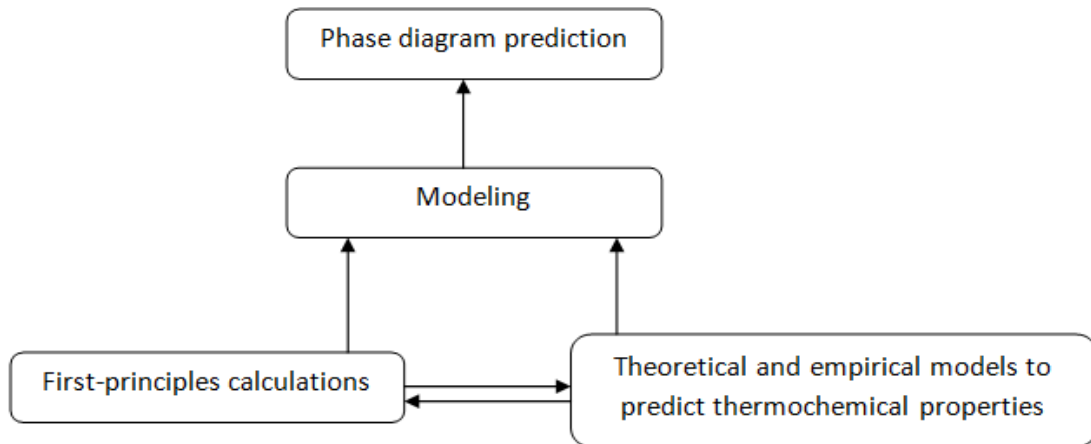 Phase diagram prediction
Modeling
First-principles calculations
Theoretical and empirical models to
predict thermochemical properties